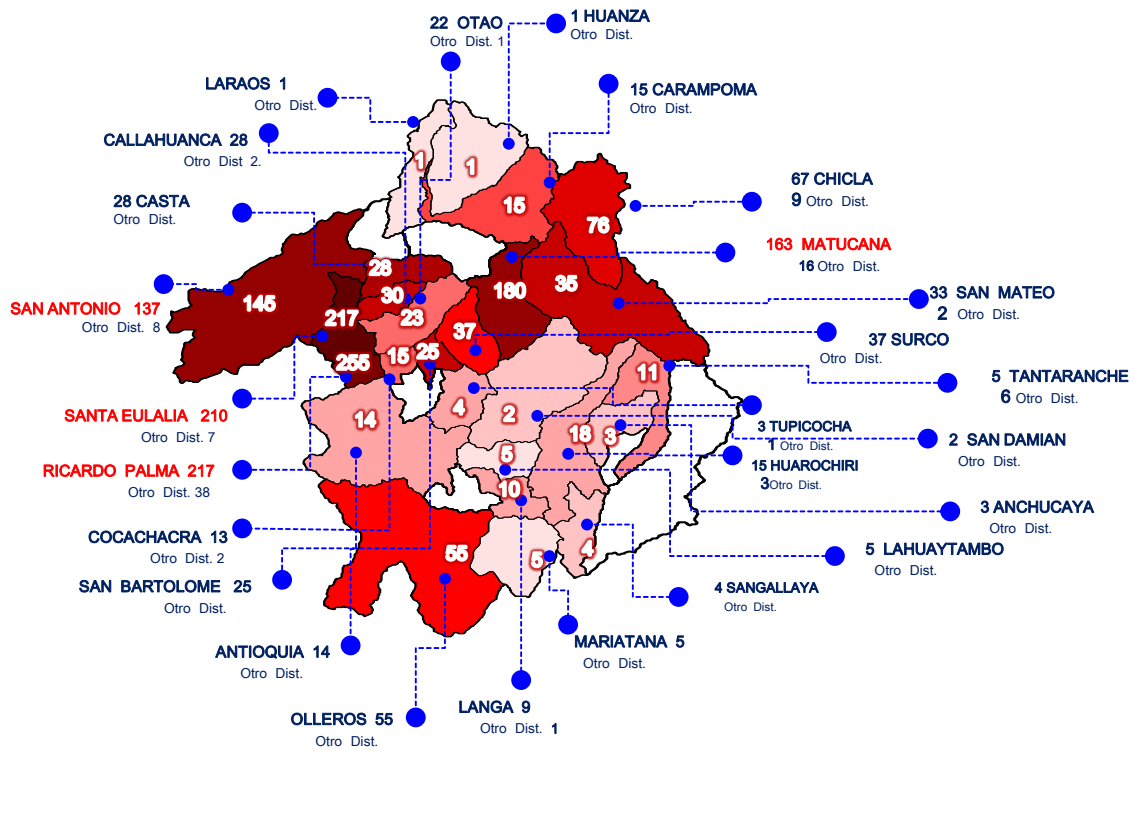 22 OTAO
Otro Dist. 1
1 HUANZA
Otro Dist.
LARAOS 1
Otro Dist.
15 CARAMPOMA
Otro Dist.
CALLAHUANCA 28
Otro Dist 2.
67 CHICLA
9 Otro Dist.
28 CASTA
Otro Dist.
163 MATUCANA
16 Otro Dist.
SAN ANTONIO 137
Otro Dist. 8
33 SAN MATEO
2 Otro Dist.
37 SURCO
Otro Dist.
5 TANTARANCHE
6 Otro Dist.
SANTA EULALIA 210
Otro Dist. 7
3 TUPICOCHA
1 Otro Dist.
2 SAN DAMIAN
Otro Dist.
RICARDO PALMA 217
Otro Dist. 38
15 HUAROCHIRI
3 Otro Dist.
3 ANCHUCAYA
Otro Dist.
COCACHACRA 13
Otro Dist. 2
5 LAHUAYTAMBO
Otro Dist.
SAN BARTOLOME 25
Otro Dist.
4 SANGALLAYA
Otro Dist.
ANTIOQUIA 14
Otro Dist.
MARIATANA 5
Otro Dist.
LANGA 9
Otro Dist. 1
OLLEROS 55
Otro Dist.
1
1
15
76
28
145
30
180
35
217
23
37
255
15
25
11
14
4
2
18
3
5
10
55
5
4